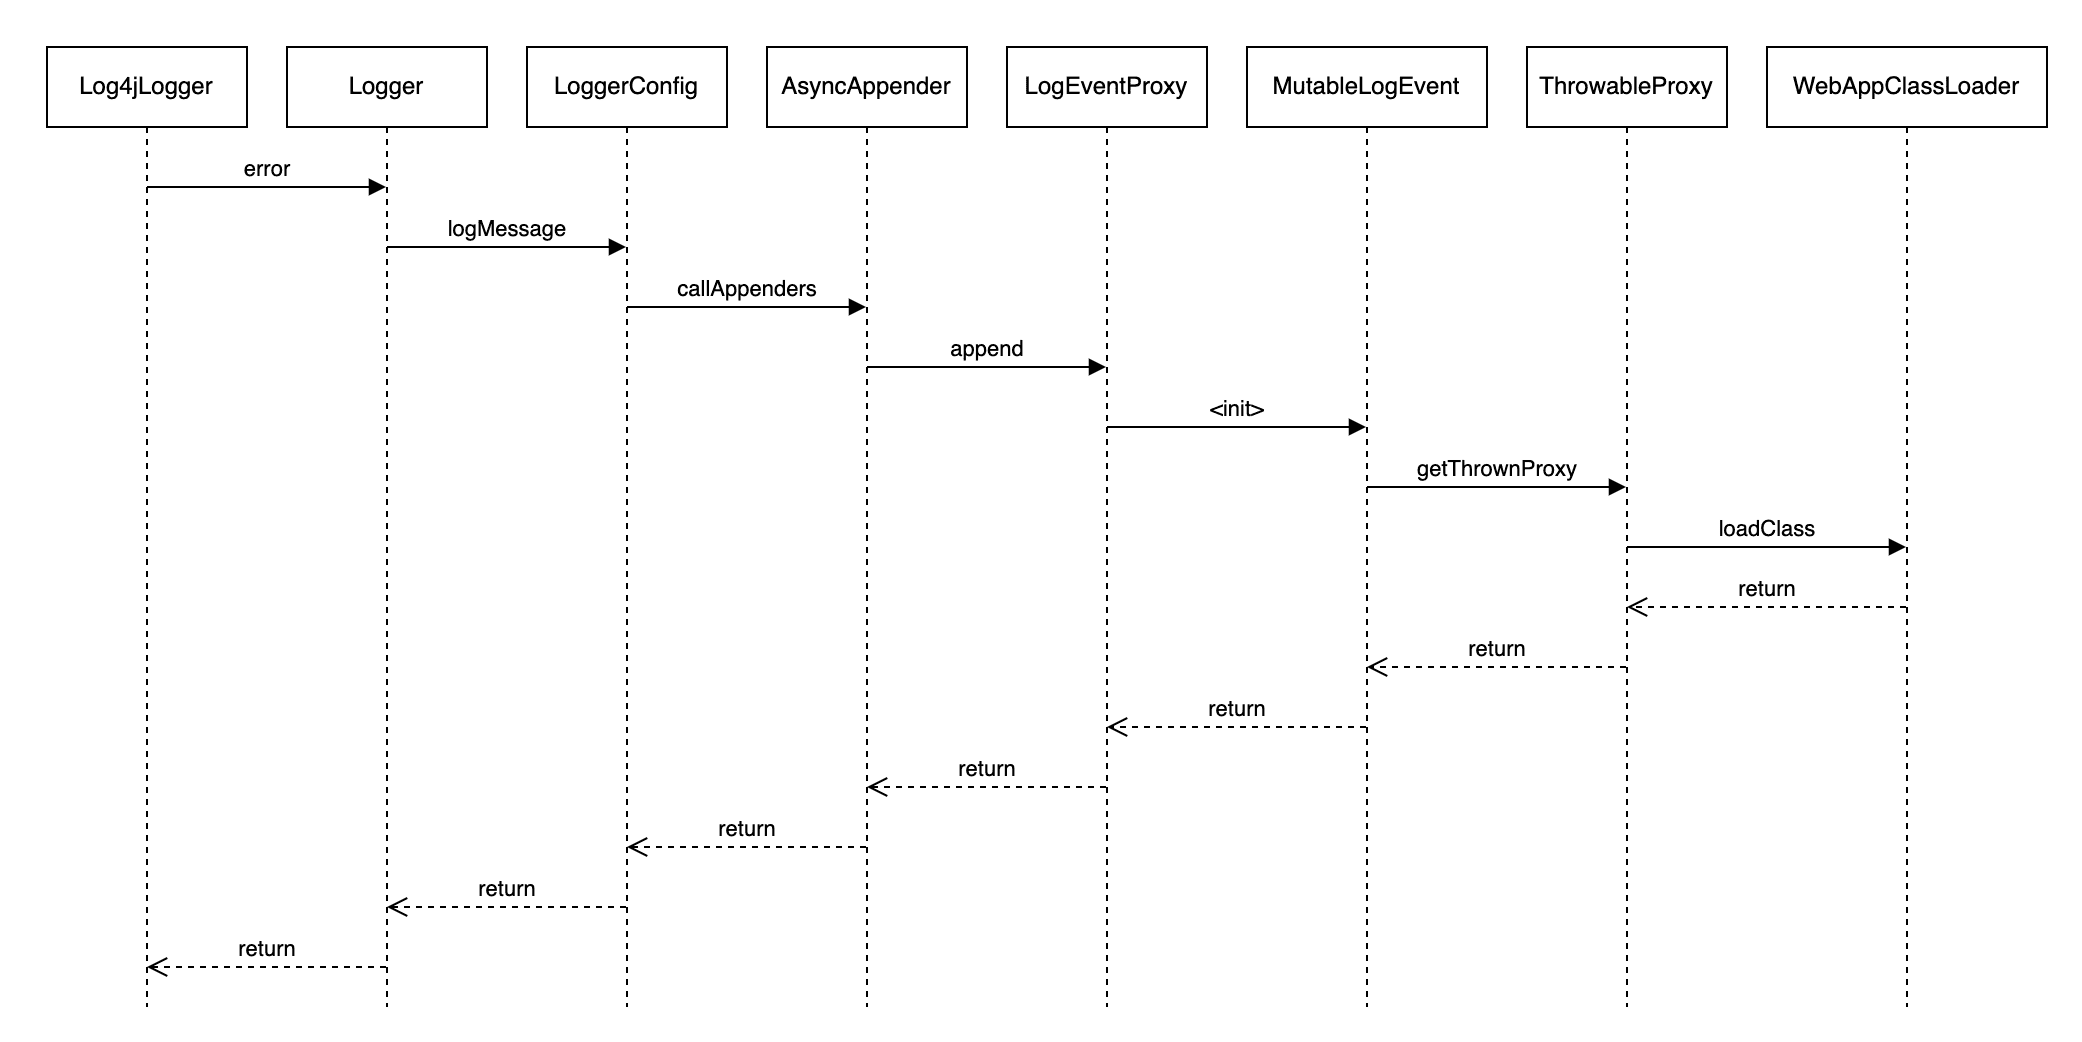 Log4jLogger
Logger
LoggerConfig
AsyncAppender
LogEventProxy
MutableLogEvent
ThrowableProxy
WebAppClassLoader
error
logMessage
callAppenders
append
<init>
getThrownProxy
loadClass
return
return
return
return
return
return
return